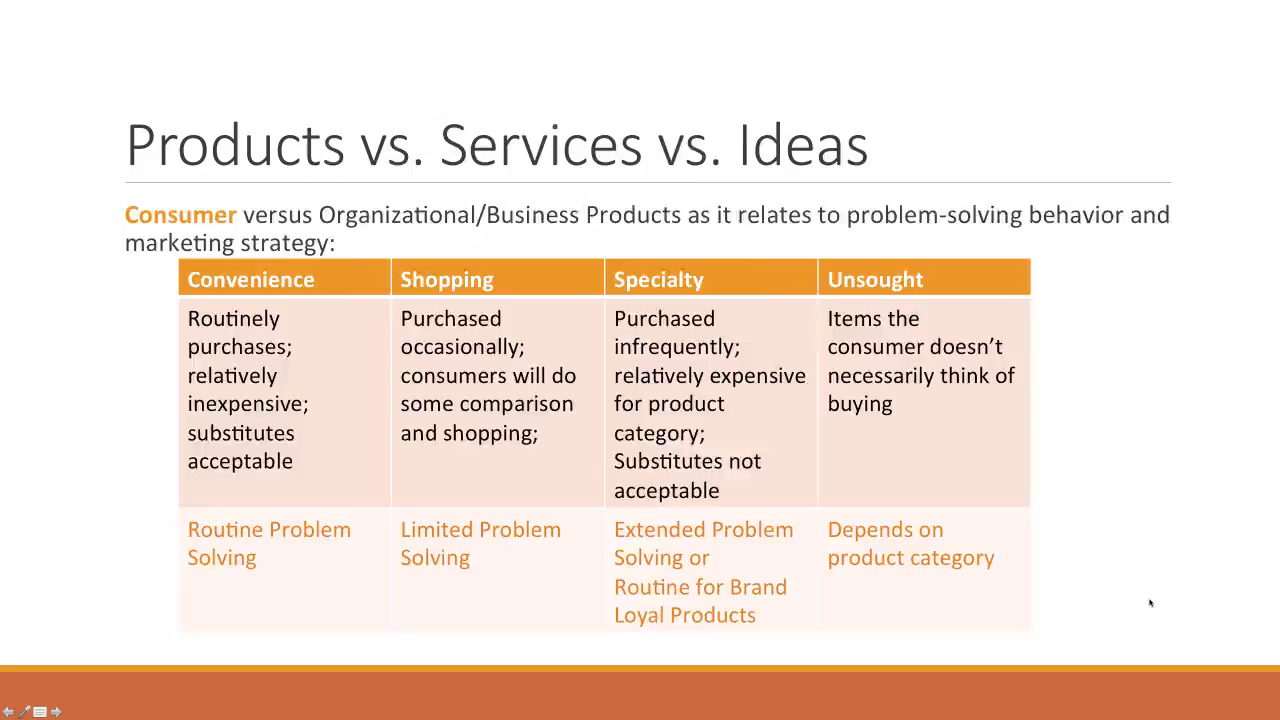 Products vs. Services vs. Ideas
Consumer versus Organizational/Business Products as it relates to problem-solving behavior and
marketing strategy:
Convenience
Shopping
Specialty
Unsought
Routinely
purchases;
relatively
inexpensive;
substitutes
acceptable
Purchased
occasionally;
consumers will do
some comparison
and shopping;
Purchased
infrequently;
relatively expensive
for product
category;
Substitutes not
acceptable
Items the
consumer doesn't
necessarily think of
buying
Routine Problem
Solving
Limited Problem
Solving
Extended Problem
Solving or
Routine for Brand
Loyal Products
Depends on
product category